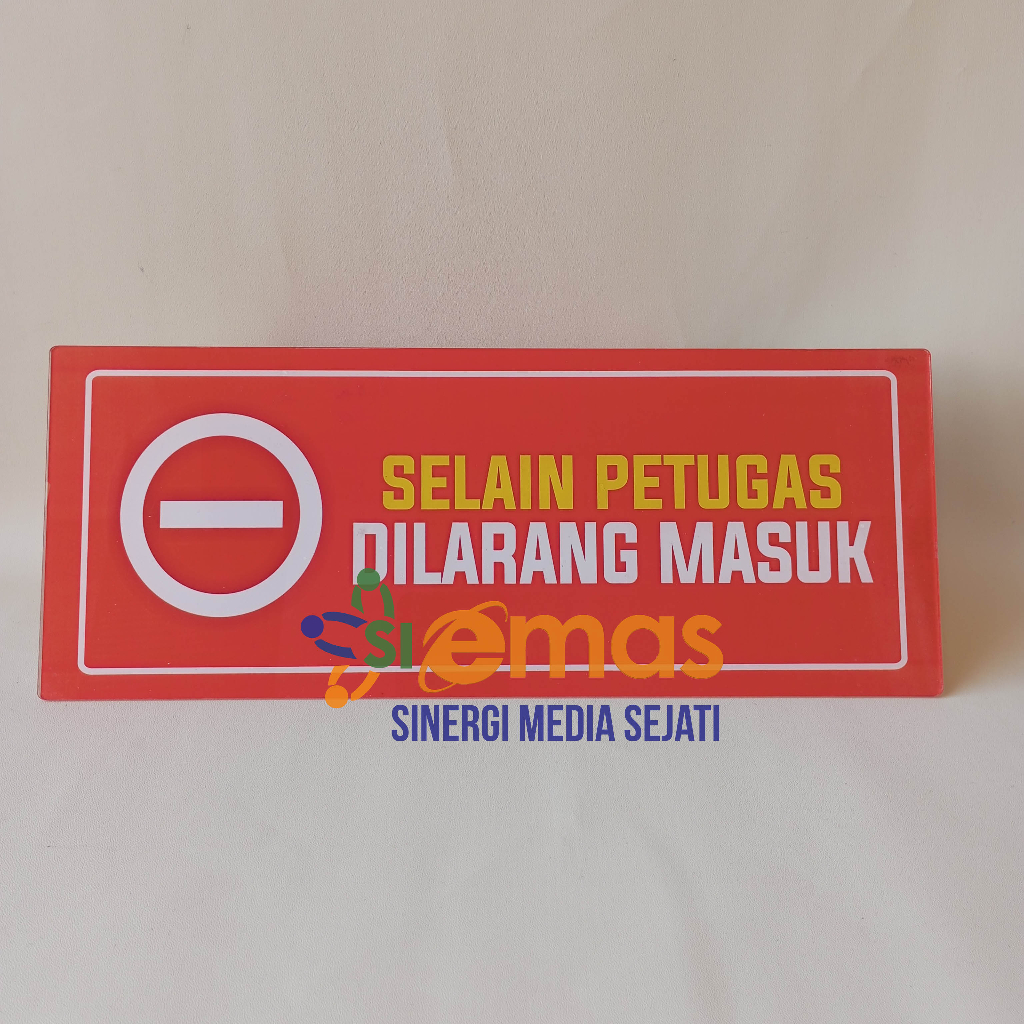 SELAIN PETUGAS
DILARANG MASUK
SI emas
SINERGI MEDIA SEJATI